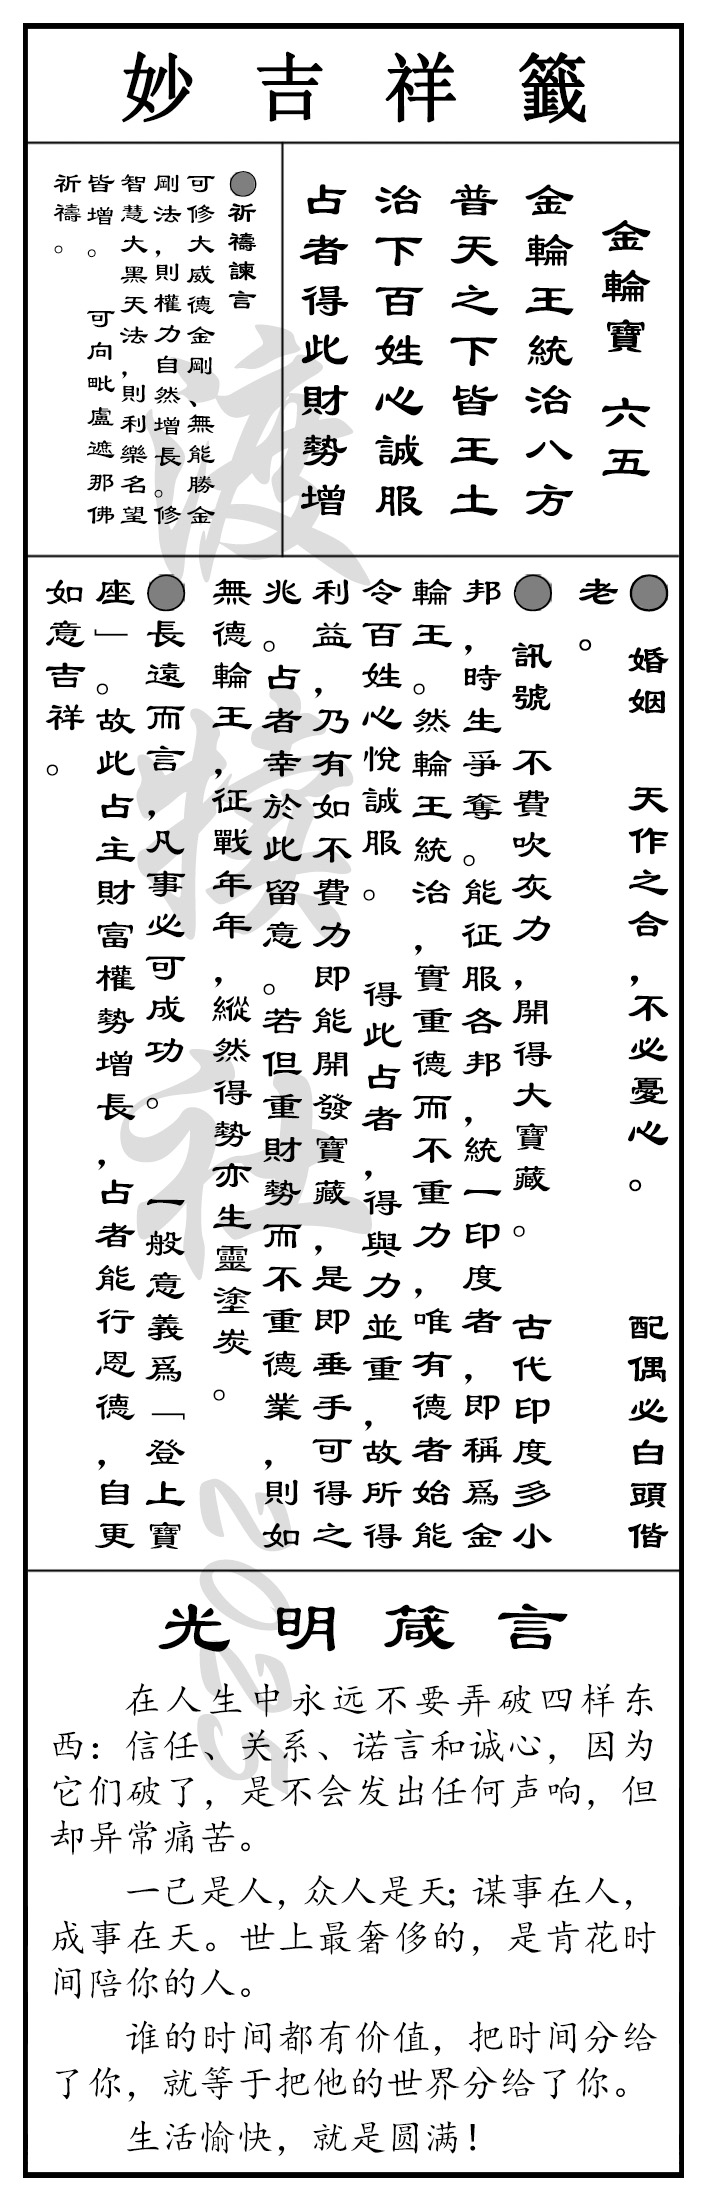 妙吉祥籤
金輪寶 六五
金輪王統治八方
普天之下皆王土
治下百姓心誠服
占者得此財勢增
●祈禱諫言
可修大威德金剛、無能勝金
剛法，則權力自然增長。修
智慧大黑天法，則利樂名望
皆增。 可向毗盧遮那佛
祈禱。
● 婚姻 天作之合，不必憂心。 配偶必白頭偕
老。
● 訊號 不費吹灰力，開得大寶藏。 古代印度多小
邦，時生爭奪。能征服各邦，統一印度者，即稱爲金
輪王。然輪王統治，實重德而不重力，唯有德者始能
令百姓心悅誠服。 得此占者，得與力並重，故所得
利益，乃有如不費力即能開發寶藏，是即垂手可得之
兆。占者幸於此留意。若但重財勢而不重德業，則如
無德輪王，征戰年年，縱然得勢亦生靈塗炭。
●長遠而言，凡事必可成功。 一般意義爲「登上寶
座」。故此占主財富權勢增長，占者能行恩德，自更
如意吉祥。
光明箴言
在人生中永远不要弄破四样东
西：信任、关系、诺言和诚心，因为
它们破了，是不会发出任何声响，但
却异常痛苦。
一己是人，众人是天；谋事在人，
成事在天。世上最奢侈的，是肯花时
间陪你的人。
谁的时间都有价值，把时间分给
了你，就等于把他的世界分给了你。
生活愉快，就是圆满！
渡犊社 2025